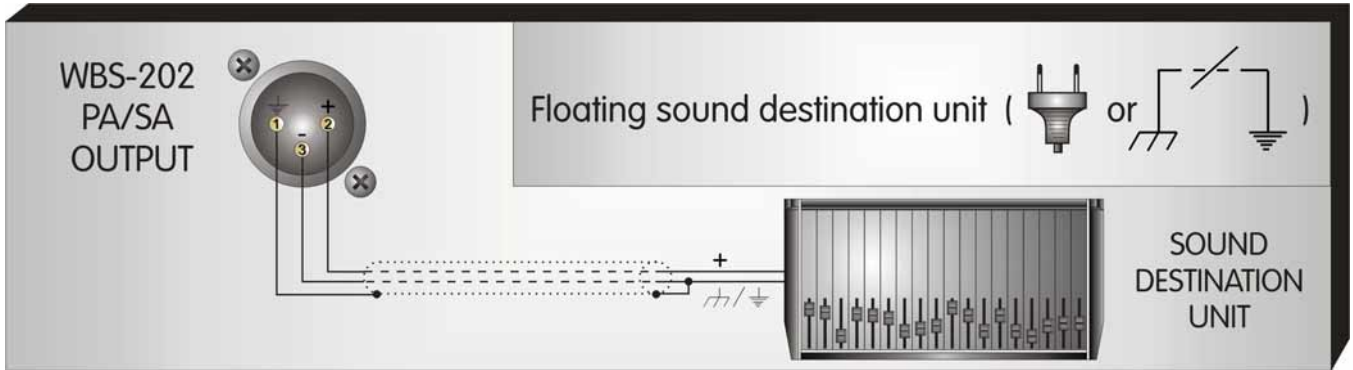 WBS-202
PA/SA
OUTPUT
+
1
2
-
3
Floating sound destination unit ( or )
+
/
SOUND
DESTINATION
UNIT